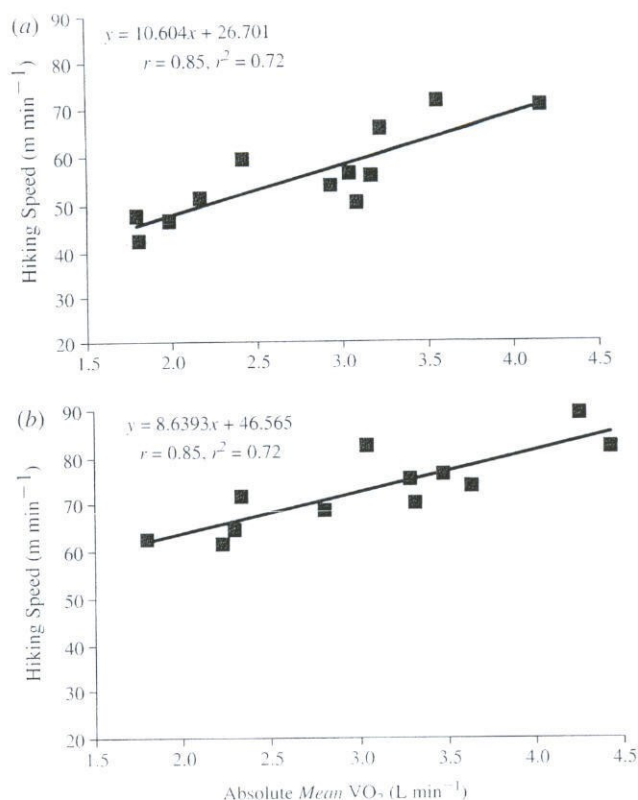 (a)
y = 10.604x + 26.701
r = 0.85, r² = 0.72
Hiking Speed (m min⁻¹)
90
80
70
60
50
40
30
20
1.5 2.0 2.5 3.0 3.5 4.0 4.5
(b)
y = 8.6393x + 46.565
r = 0.85, r² = 0.72
Hiking Speed (m min⁻¹)
90
80
70
60
50
40
30
20
1.5 2.0 2.5 3.0 3.5 4.0 4.5
Absolute Mean VO₂ (L min⁻¹)